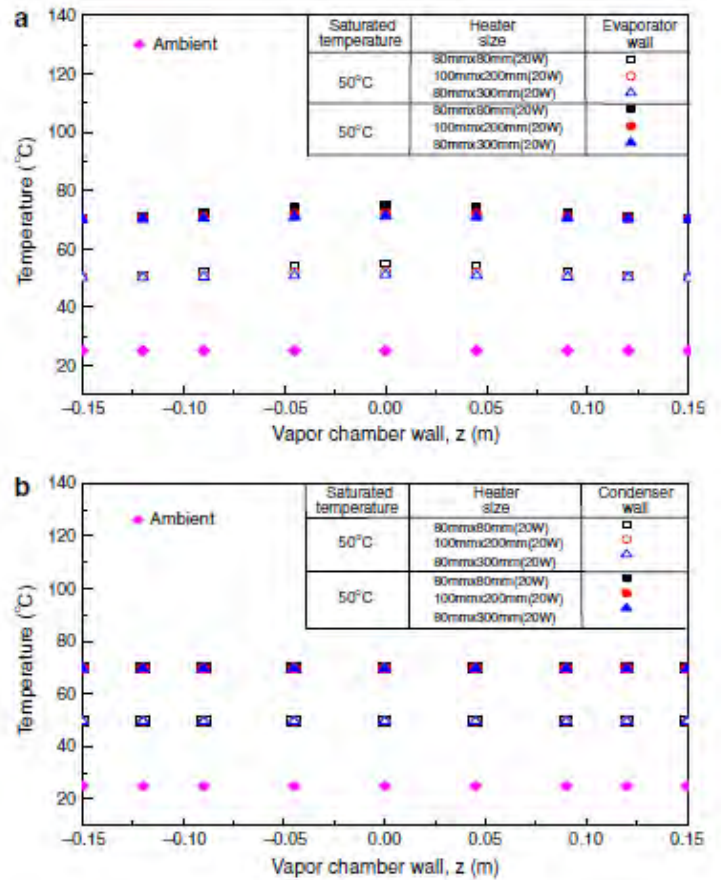 a
140
120
100
80
60
40
20
Temperature (°C)
Ambient
Saturated temperature Heater size Evaporator wall
50°C
80mmx80mm(20W)
100mmx200mm(20W)
80mmx300mm(20W)
50°C
80mmx80mm(20W)
100mmx200mm(20W)
80mmx300mm(20W)
−0.15 −0.10 −0.05 0.00 0.05 0.10 0.15
Vapor chamber wall, z (m)
b
140
120
100
80
60
40
20
Temperature (°C)
Ambient
Saturated temperature Heater size Condenser wall
50°C
80mmx80mm(20W)
100mmx200mm(20W)
80mmx300mm(20W)
50°C
80mmx80mm(20W)
100mmx200mm(20W)
80mmx300mm(20W)
−0.15 −0.10 −0.05 0.00 0.05 0.10 0.15
Vapor chamber wall, z (m)